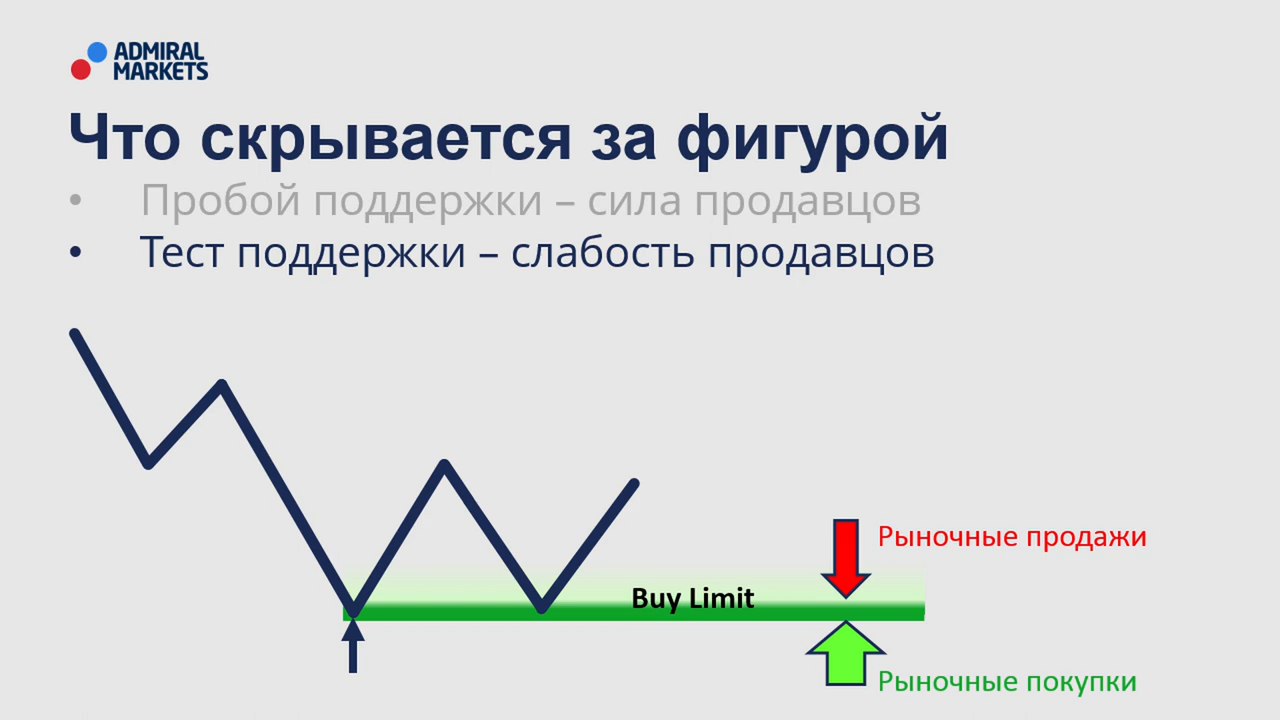 ADMIRAL
MARKETS
Что скрывается за фигурой
• Пробой поддержки – сила продавцов
• Тест поддержки – слабость продавцов
Рыночные продажи
Buy Limit
Рыночные покупки